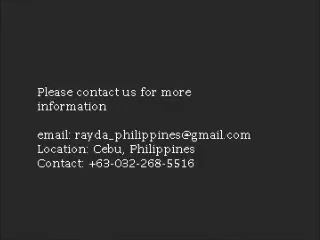 Please contact us for more
information
email: rayda_philippines@gmail.com
Location: Cebu, Philippines
Contact: +63-032-268-5516